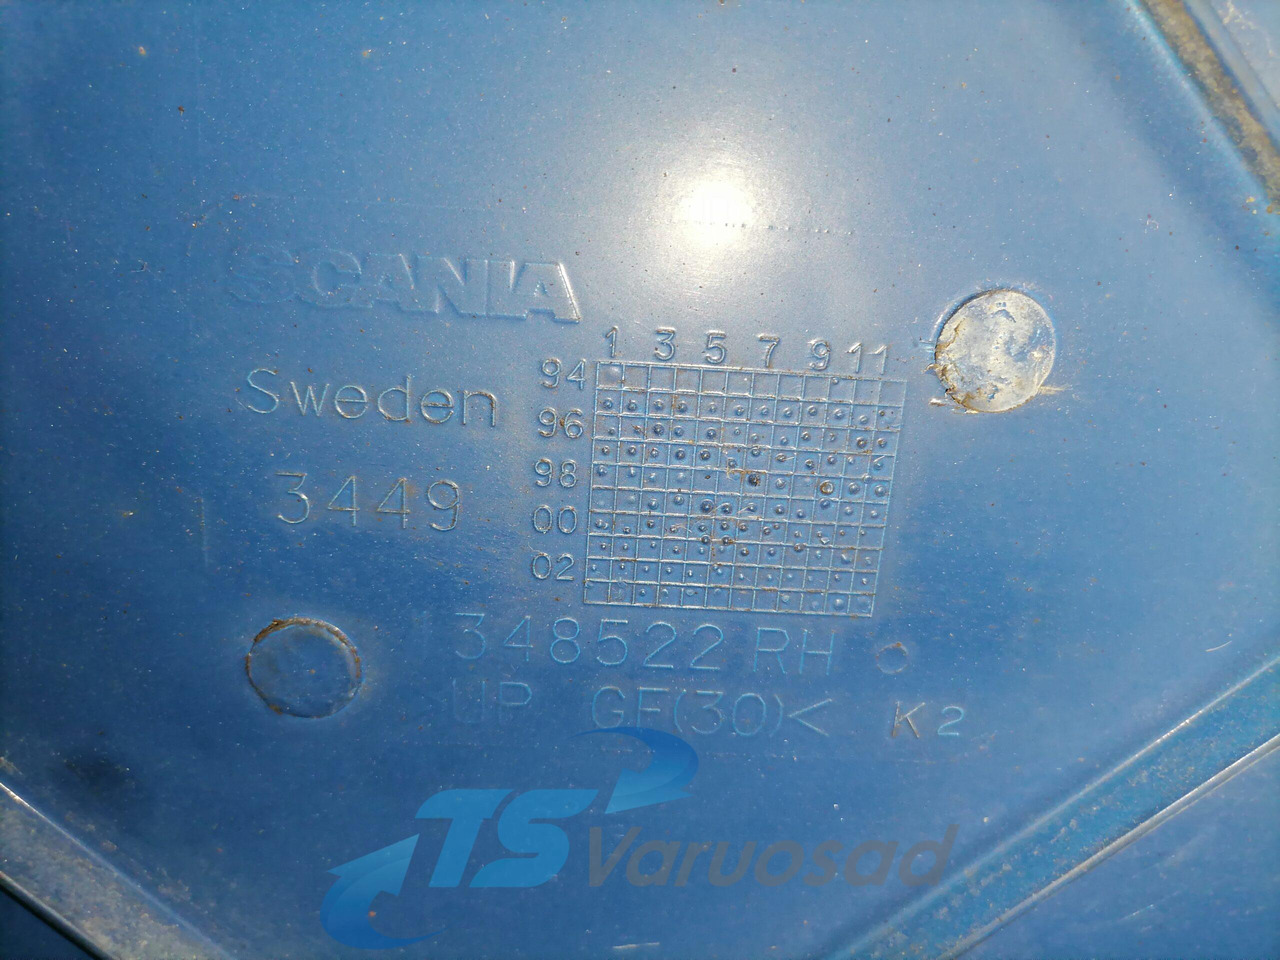 SCANIA
Sweden
3449
1 3 5 7 9 11
94
96
98
00
02
348522 RH
UP GF(30)< K2
TS Varuosad